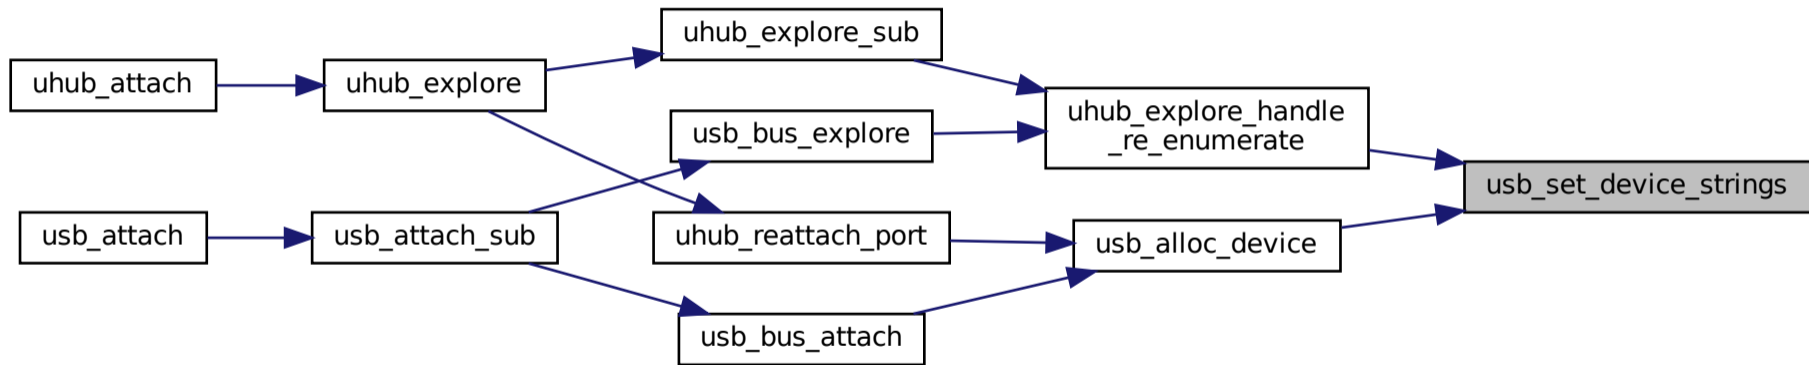 uhub_explore_sub
uhub_attach
uhub_explore
uhub_explore_handle
_re_enumerate
usb_bus_explore
usb_set_device_strings
usb_attach
usb_attach_sub
uhub_reattach_port
usb_alloc_device
usb_bus_attach